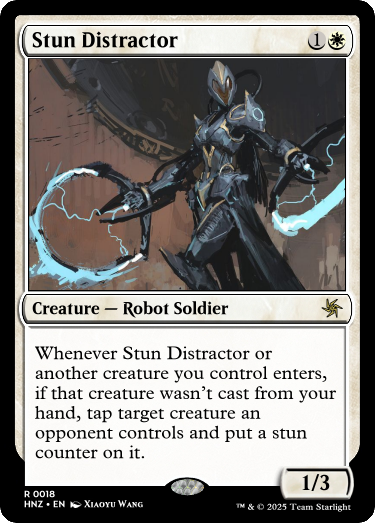 Stun Distractor 1
Creature — Robot Soldier
Whenever Stun Distractor or
another creature you control enters,
if that creature wasn't cast from your
hand, tap target creature an
opponent controls and put a stun
counter on it.
1/3
R 0018
HNZ • EN Xiaoyu Wang
™ & © 2025 Team Starlight